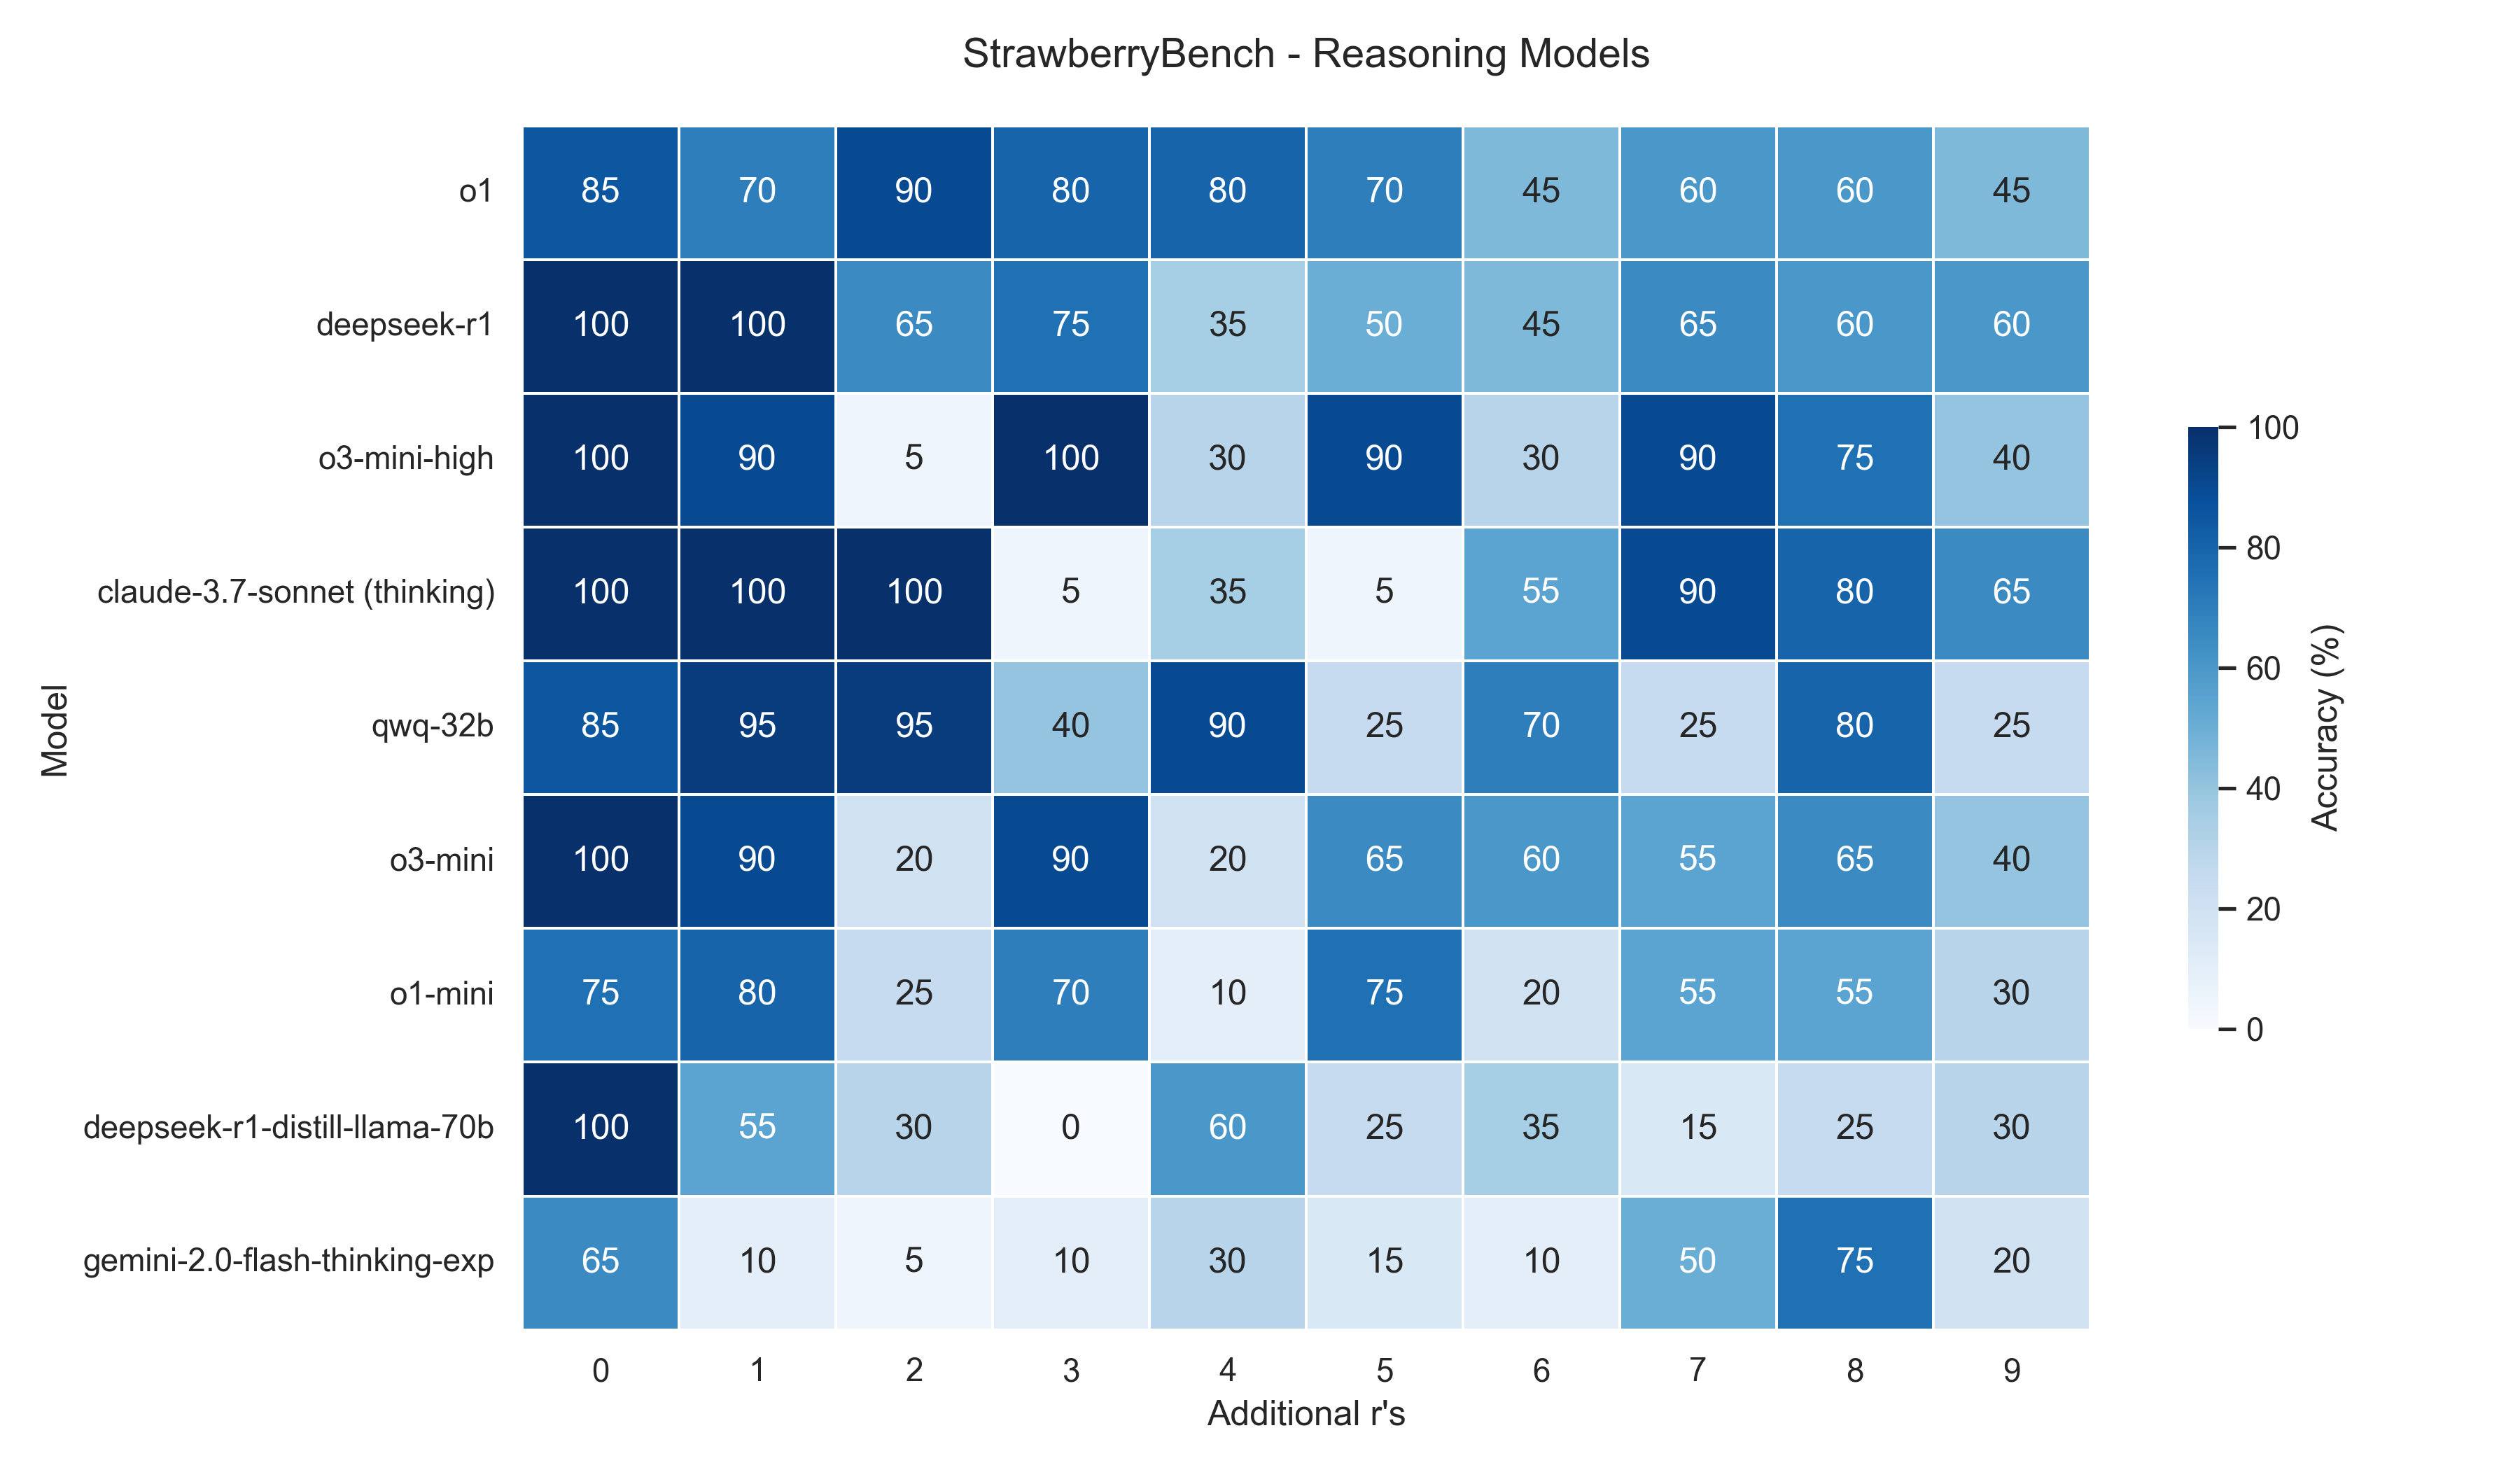 StrawberryBench - Reasoning Models
o1 85 70 90 80 80 70 45 60 60 45
deepseek-r1 100 100 65 75 35 50 45 65 60 60
o3-mini-high 100 90 5 100 30 90 30 90 75 40
claude-3.7-sonnet (thinking) 100 100 100 5 35 5 55 90 80 65
qwq-32b 85 95 95 40 90 25 70 25 80 25
o3-mini 100 90 20 90 20 65 60 55 65 40
o1-mini 75 80 25 70 10 75 20 55 55 30
deepseek-r1-distill-llama-70b 100 55 30 0 60 25 35 15 25 30
gemini-2.0-flash-thinking-exp 65 10 5 10 30 15 10 50 75 20
0 1 2 3 4 5 6 7 8 9
Additional r's
Model
100
80
60
40
20
0
Accuracy (%)